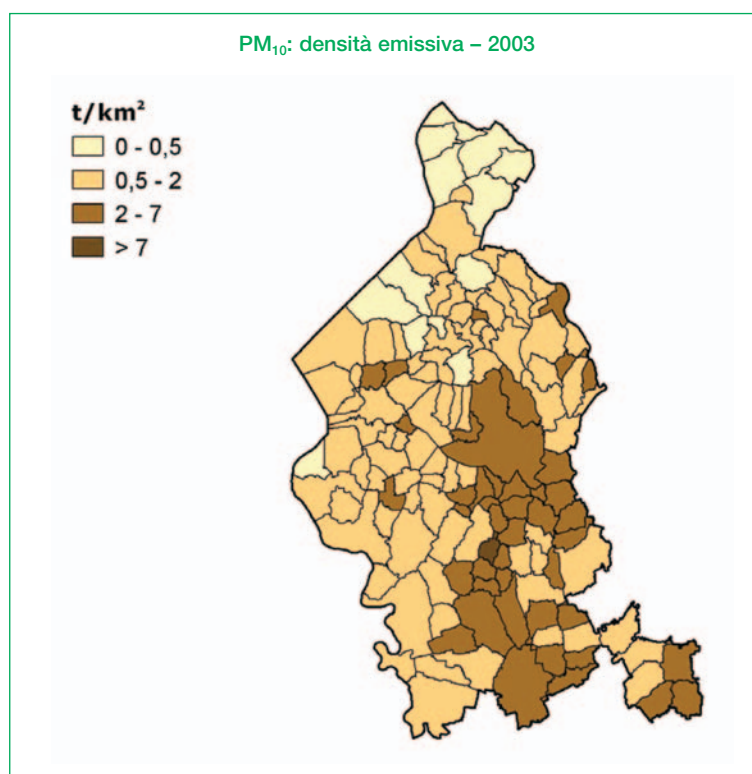 PM₁₀: densità emissiva – 2003
t/km²
0 - 0,5
0,5 - 2
2 - 7
> 7